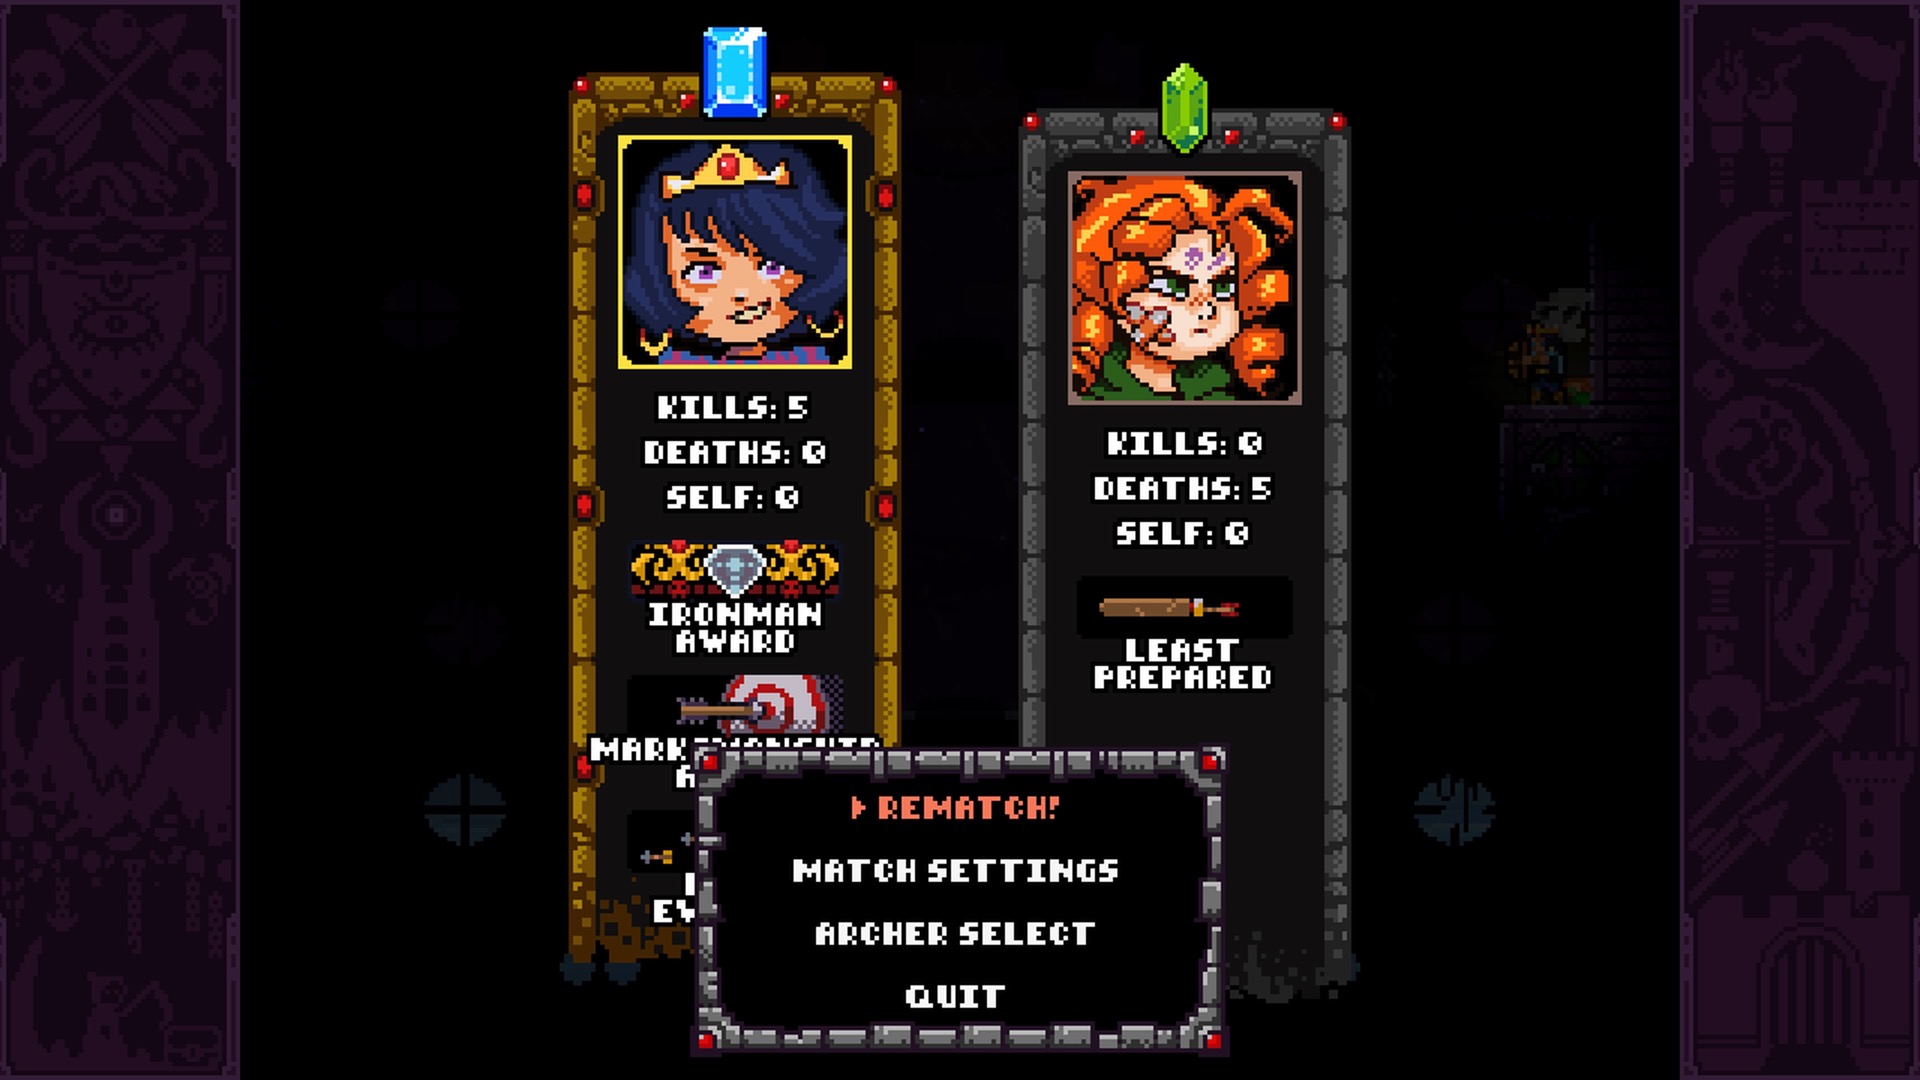 KILLS: 5
DEATHS: 0
SELF: 0
IRONMAN
AWARD
KILLS: 0
DEATHS: 5
SELF: 0
LEAST
PREPARED
REMATCH!
MATCH SETTINGS
ARCHER SELECT
QUIT